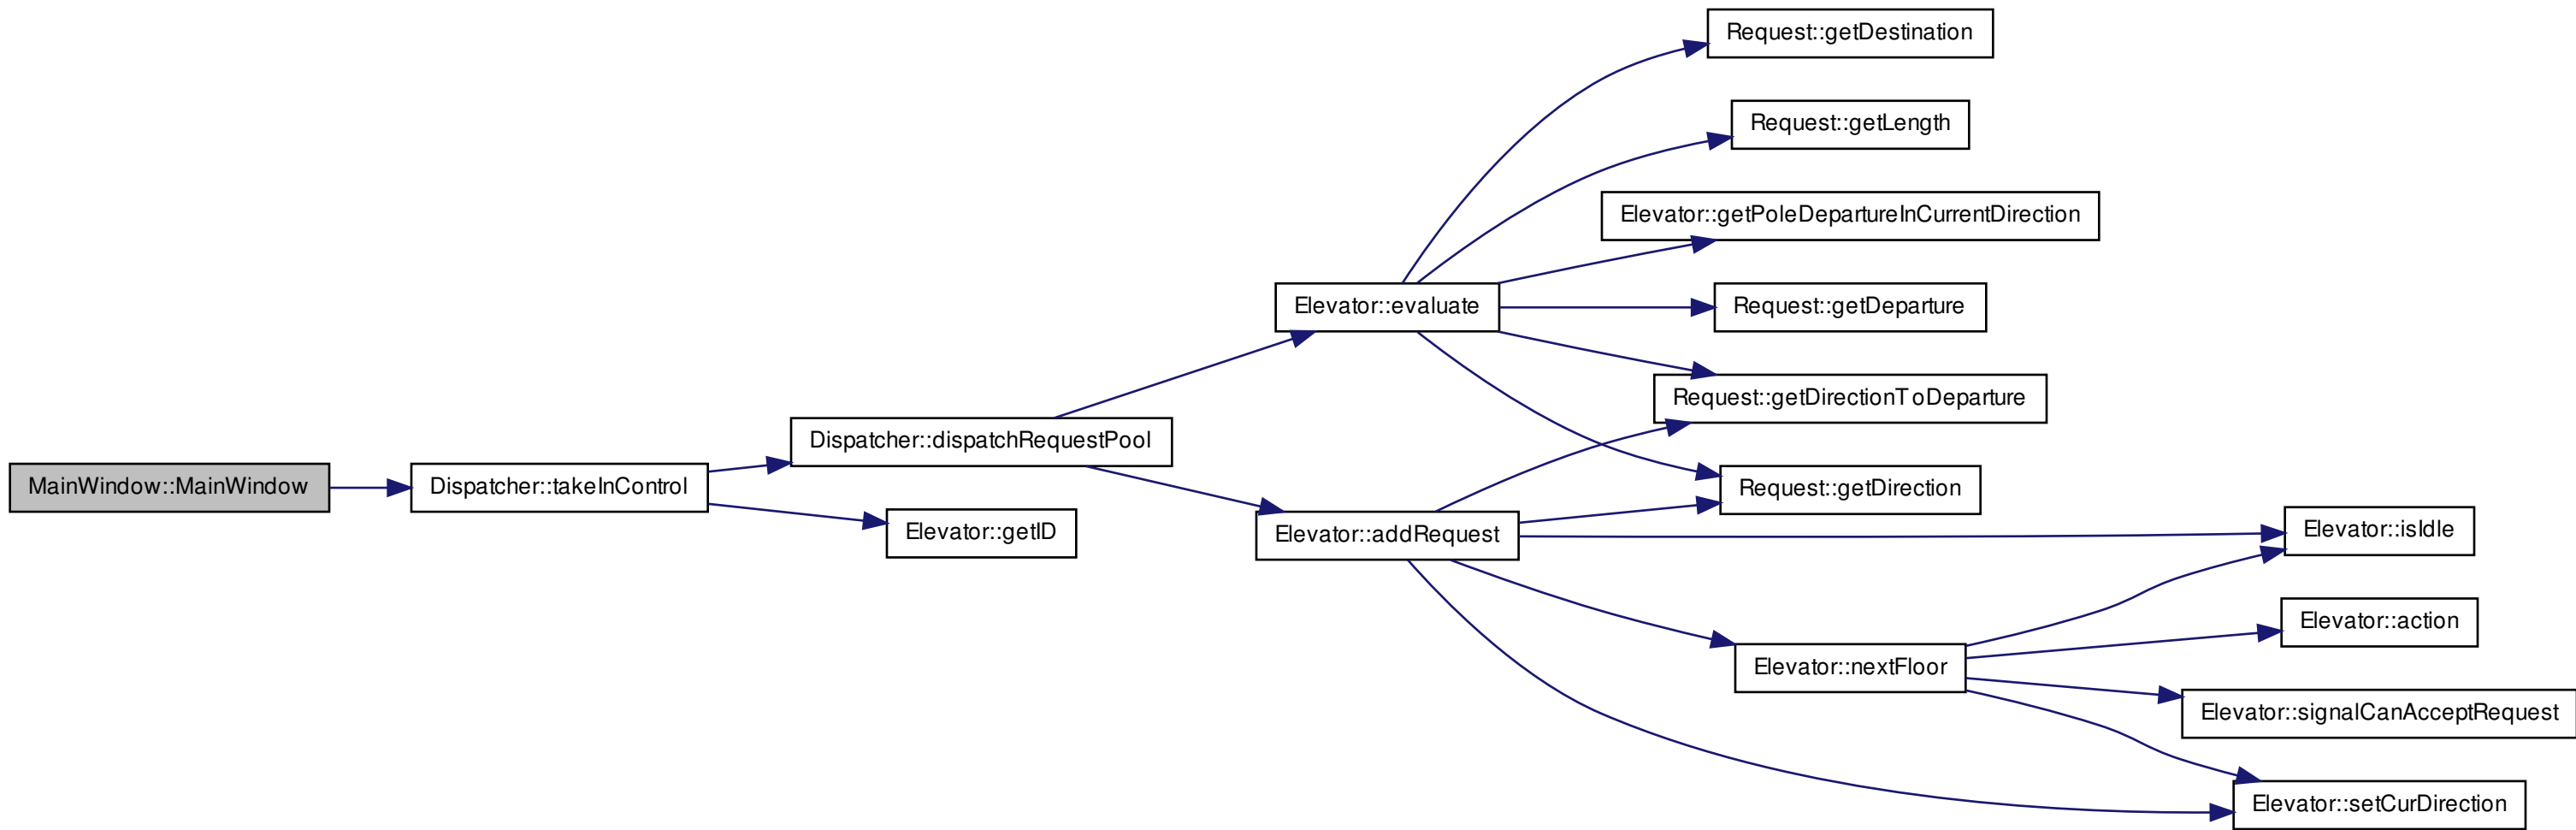 MainWindow::MainWindow
Dispatcher::takeInControl
Dispatcher::dispatchRequestPool
Elevator::getID
Elevator::evaluate
Elevator::addRequest
Request::getDestination
Request::getLength
Elevator::getPoleDepartureInCurrentDirection
Request::getDeparture
Request::getDirectionToDeparture
Request::getDirection
Elevator::nextFloor
Elevator::isIdle
Elevator::action
Elevator::signalCanAcceptRequest
Elevator::setCurDirection